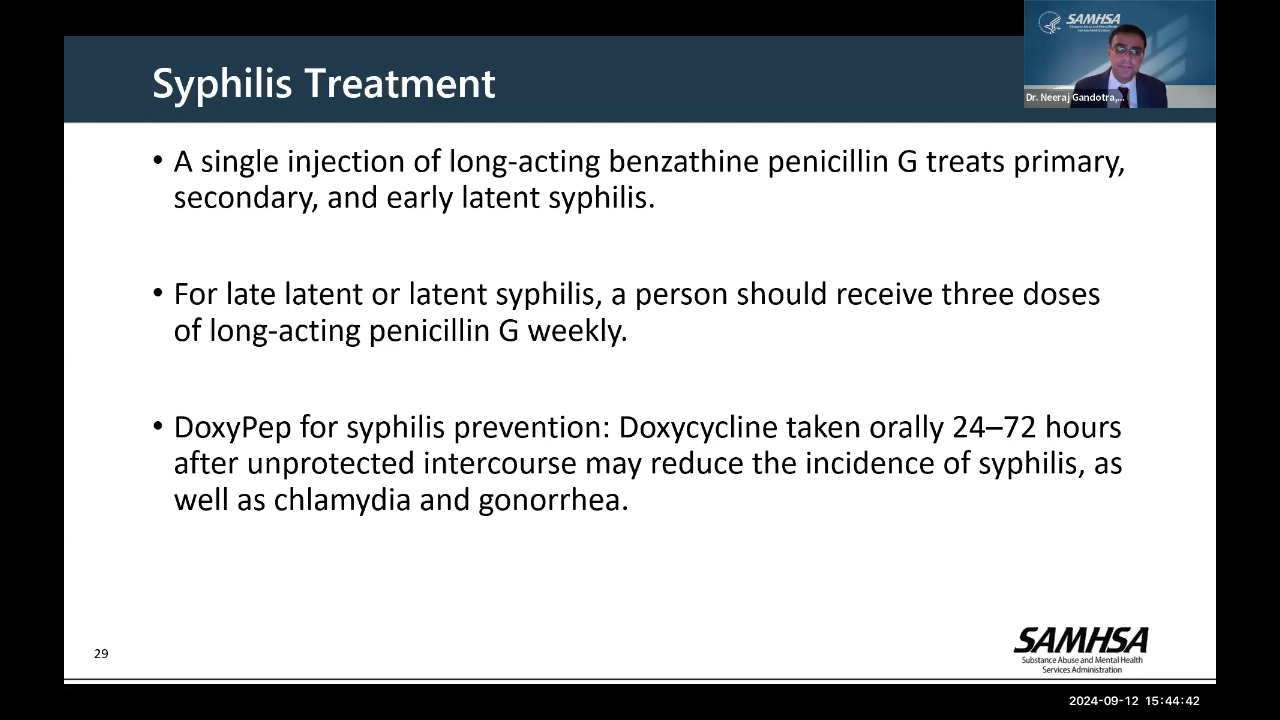 SAMHSA
Dr. Neeraj Gandotra,...
Syphilis Treatment
• A single injection of long-acting benzathine penicillin G treats primary,
secondary, and early latent syphilis.
• For late latent or latent syphilis, a person should receive three doses
of long-acting penicillin G weekly.
• DoxyPep for syphilis prevention: Doxycycline taken orally 24–72 hours
after unprotected intercourse may reduce the incidence of syphilis, as
well as chlamydia and gonorrhea.
29
SAMHSA
Substance Abuse and Mental Health
Services Administration
2024-09-12 15:44:42